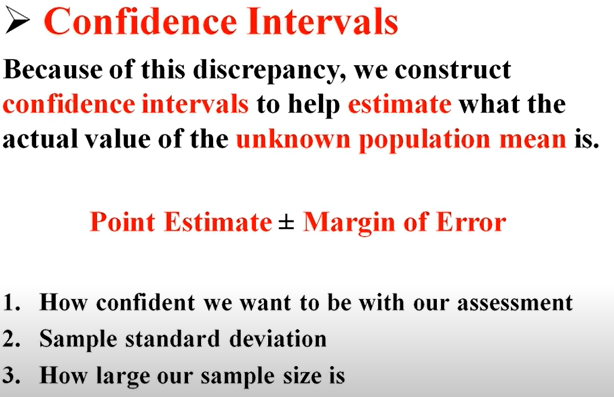 ➤ Confidence Intervals
Because of this discrepancy, we construct
confidence intervals to help estimate what the
actual value of the unknown population mean is.
Point Estimate ± Margin of Error
1. How confident we want to be with our assessment
2. Sample standard deviation
3. How large our sample size is